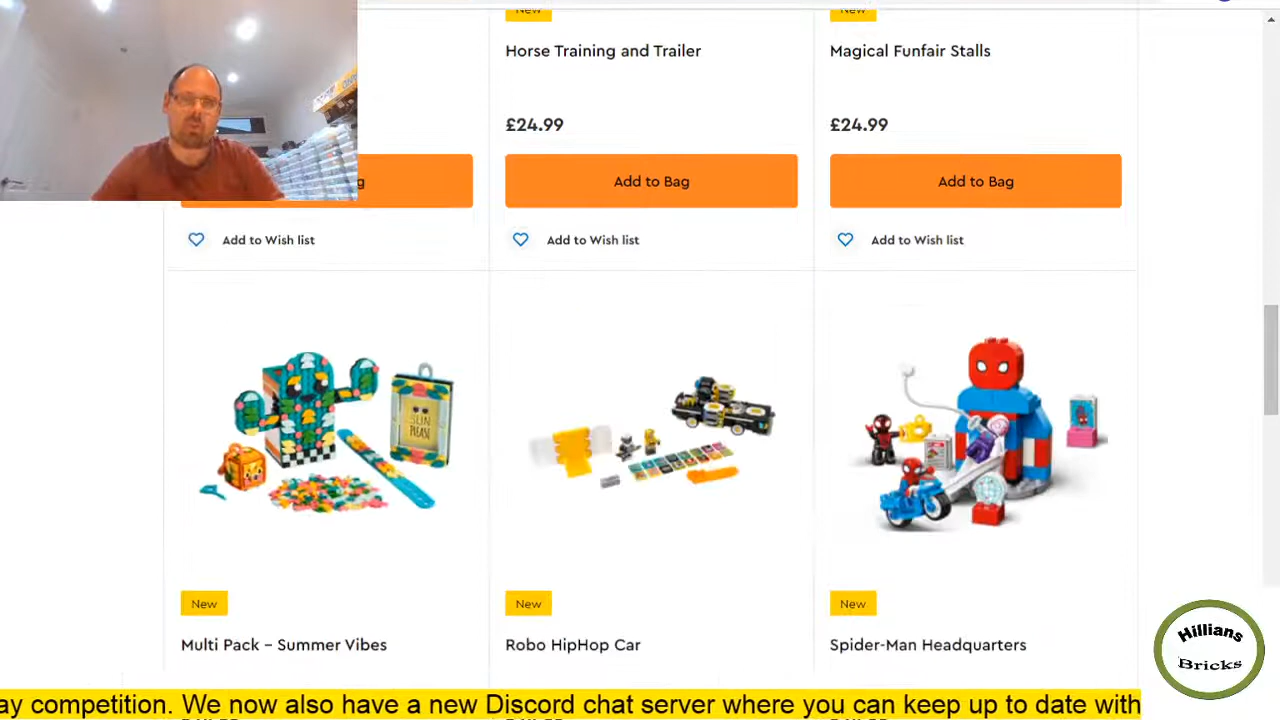 New
New
Horse Training and Trailer
Magical Funfair Stalls
£24.99
£24.99
Add to Bag
Add to Bag
Add to Wish list
Add to Wish list
Add to Wish list
SUN
New
New
New
Multi Pack – Summer Vibes
Robo HipHop Car
Spider-Man Headquarters
Hillians
Bricks
ay competition. We now also have a new Discord chat server where you can keep up to date with